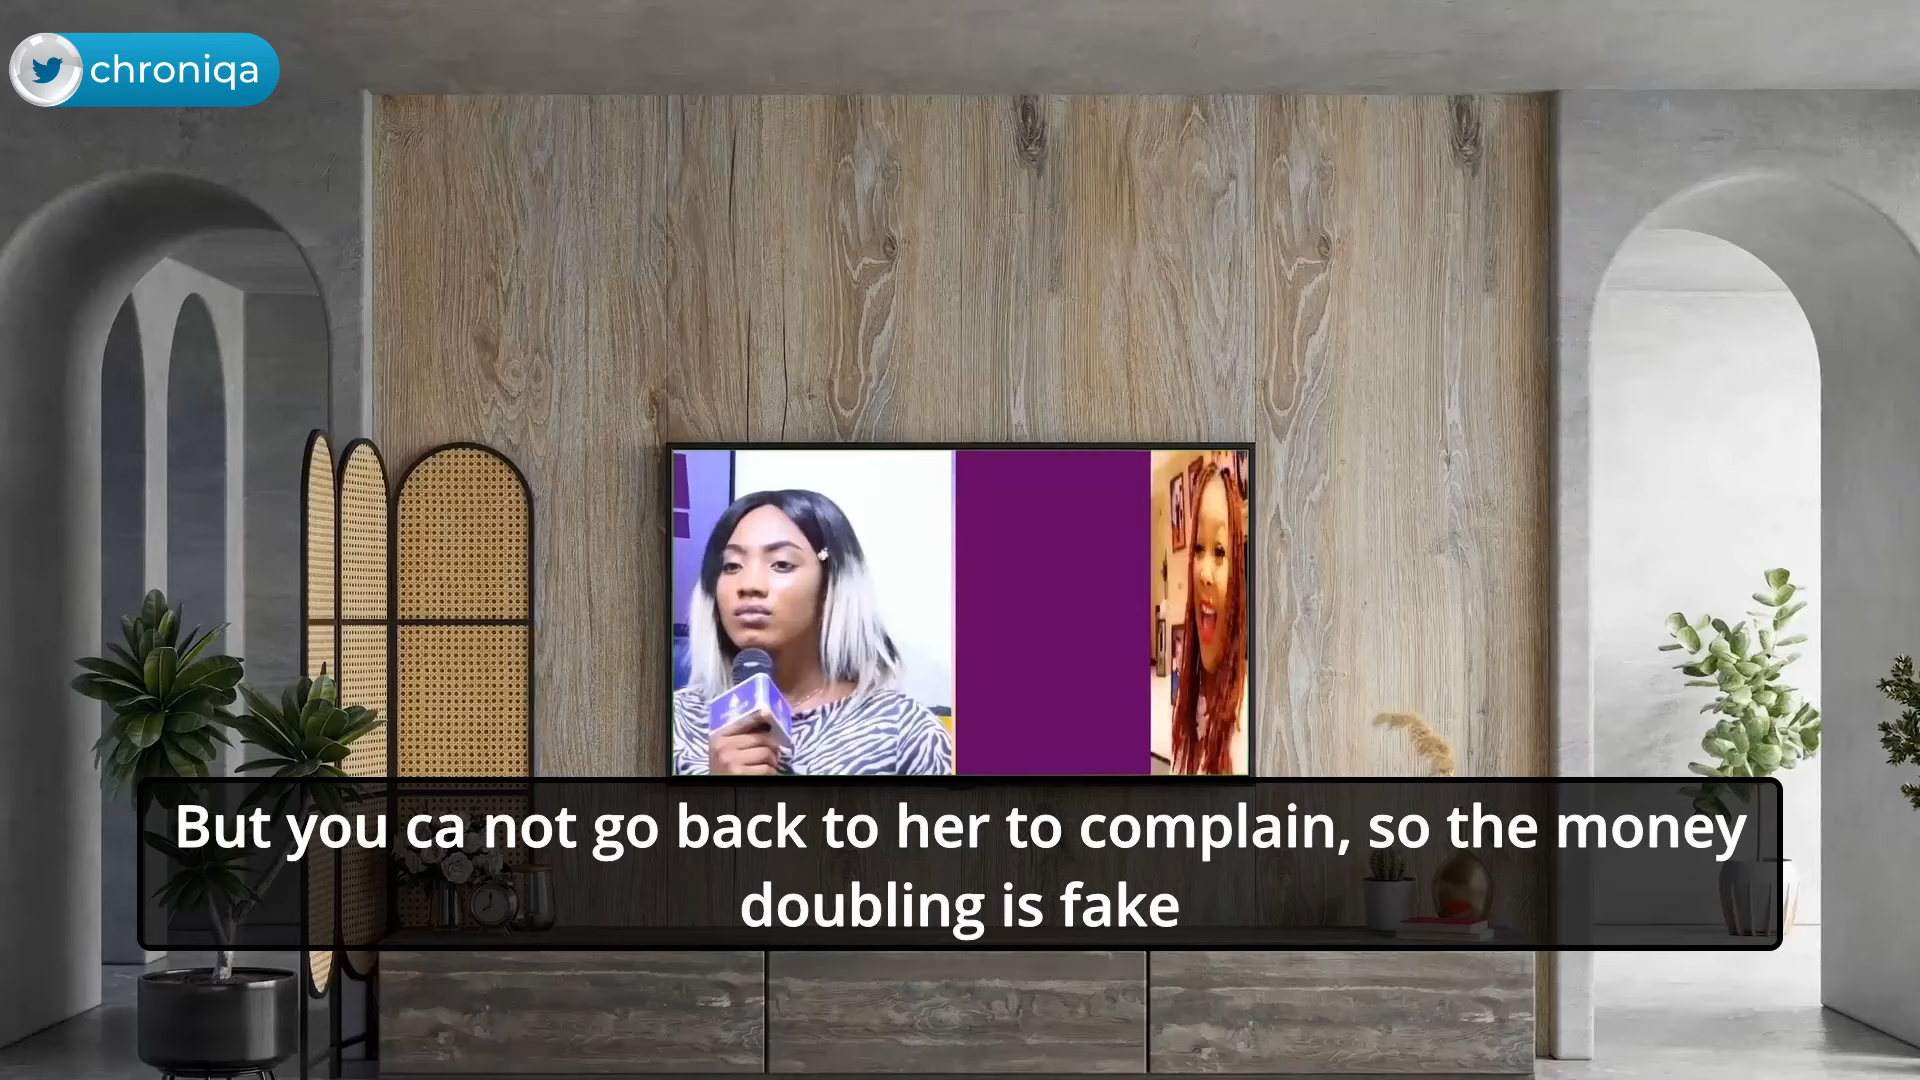 chroniqa
But you ca not go back to her to complain, so the money
doubling is fake